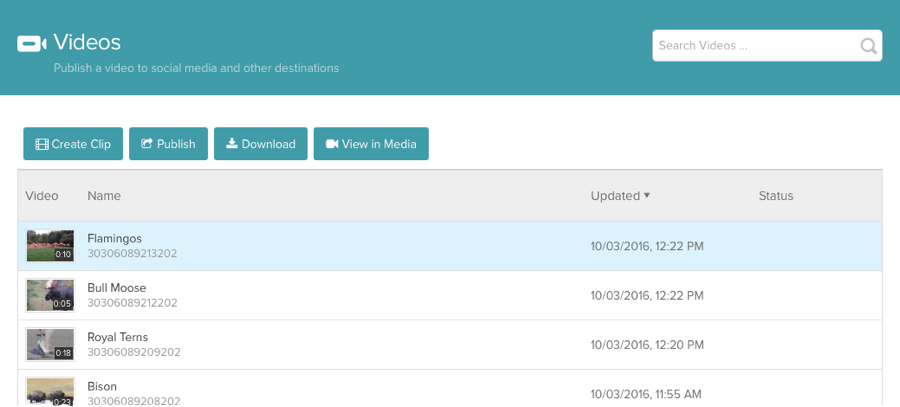 Videos
Publish a video to social media and other destinations
Search Videos ...
Create Clip
Publish
Download
View in Media
Video Name Updated ▼ Status
0:10
Flamingos
30306089213202
10/03/2016, 12:22 PM
0:05
Bull Moose
30306089212202
10/03/2016, 12:22 PM
0:18
Royal Terns
30306089209202
10/03/2016, 12:20 PM
0:23
Bison
30306089208202
10/03/2016, 11:55 AM